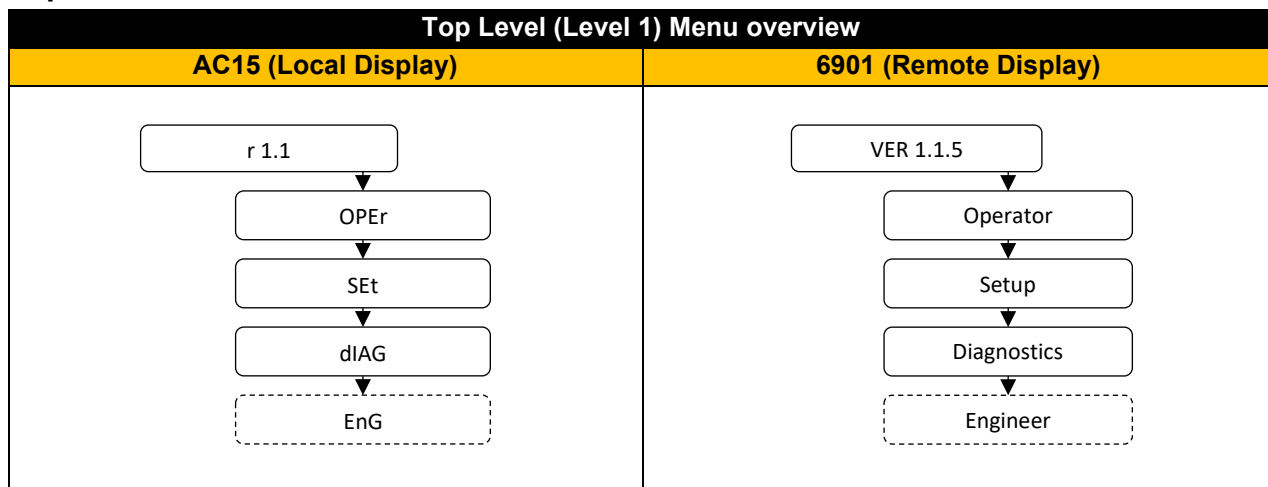 Top Level (Level 1) Menu overview
AC15 (Local Display)
6901 (Remote Display)
r 1.1
OPEr
SEt
dIAG
EnG
VER 1.1.5
Operator
Setup
Diagnostics
Engineer